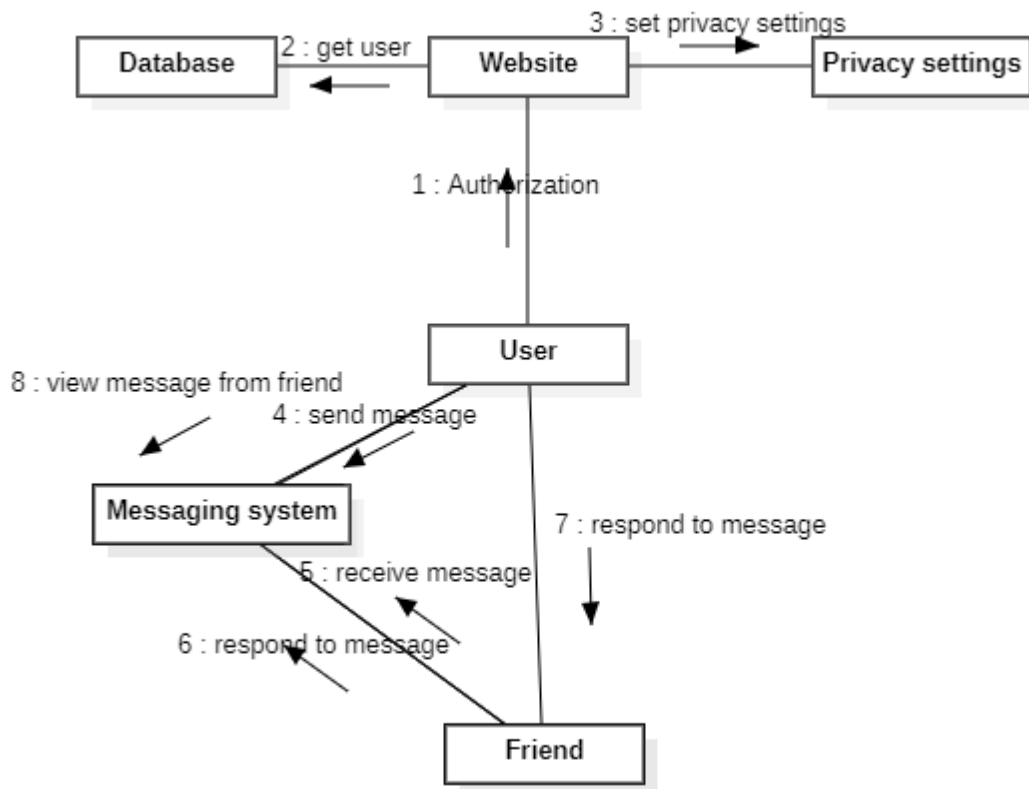 3 : set privacy settings
2 : get user
Database
Website
Privacy settings
1 : Authorization
User
8 : view message from friend
4 : send message
Messaging system
7 : respond to message
5 : receive message
6 : respond to message
Friend